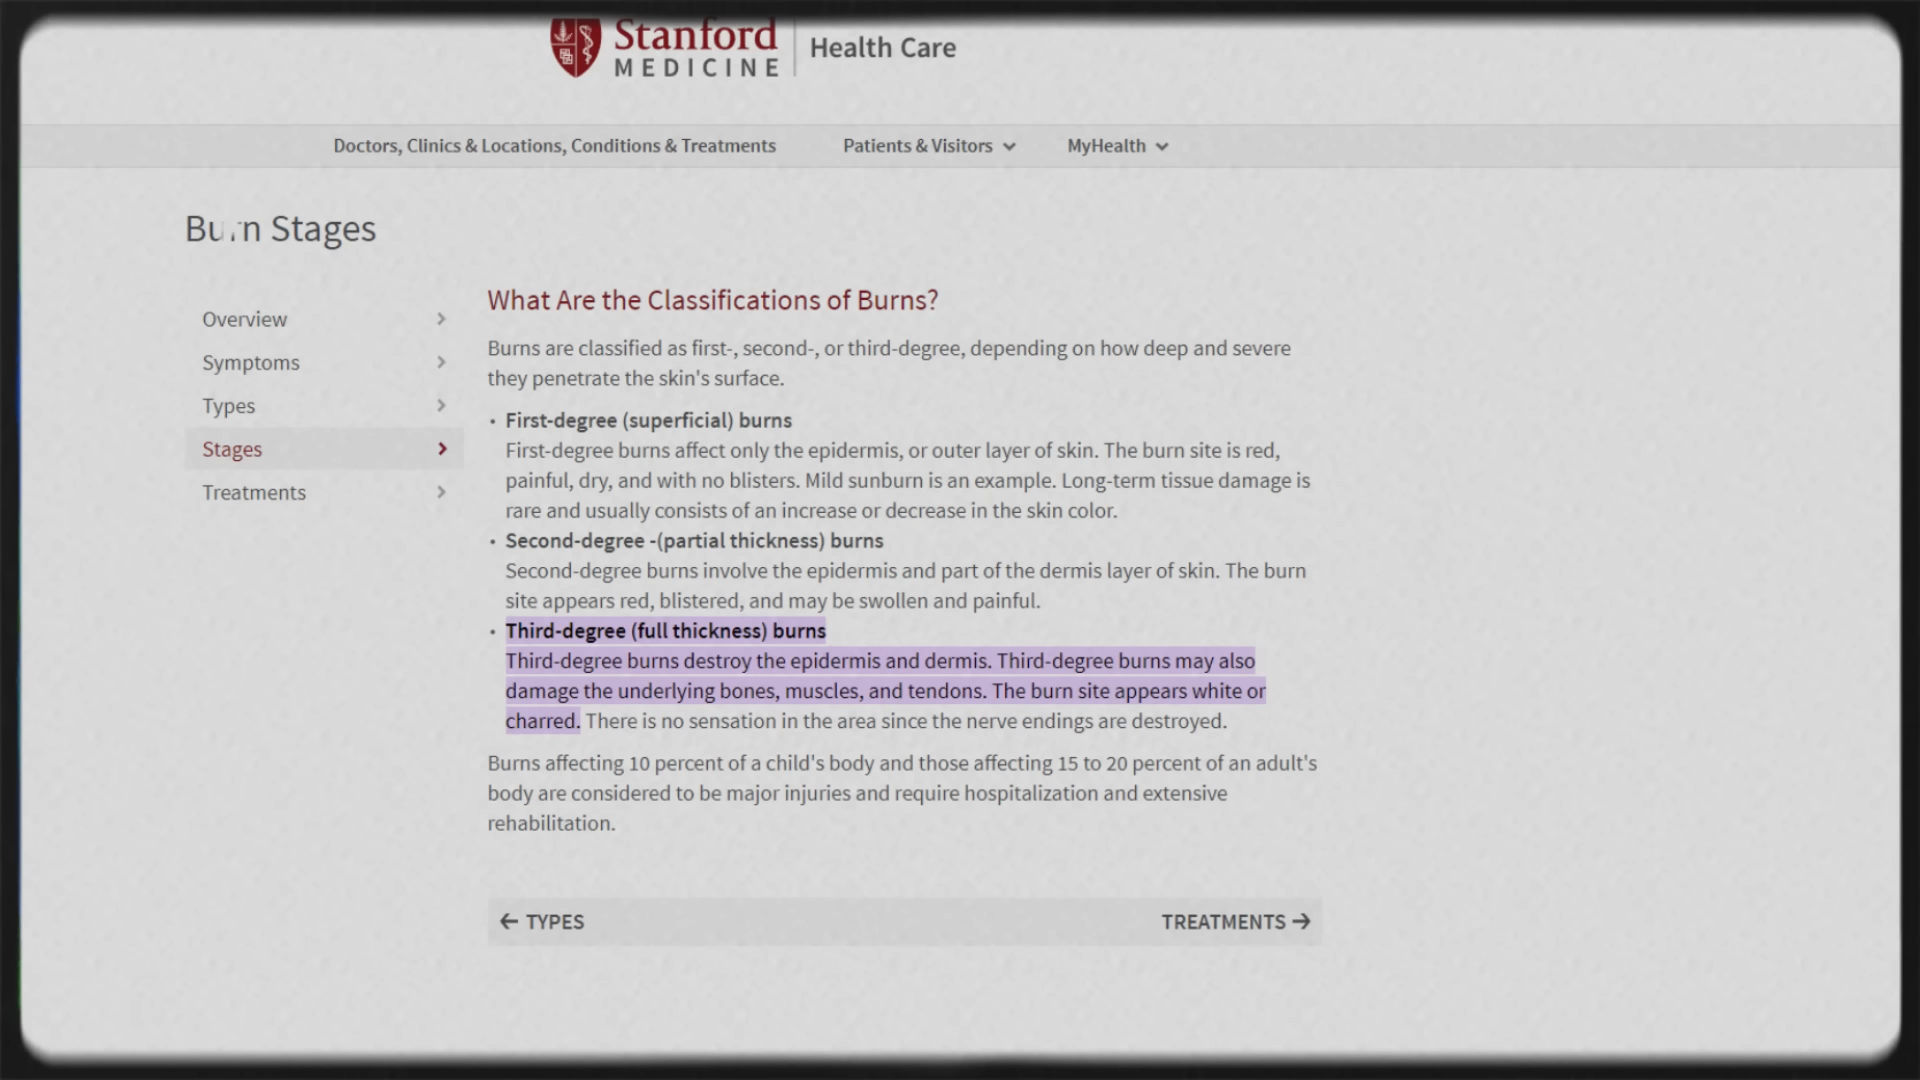 Stanford
MEDICINE
Health Care
Doctors, Clinics & Locations, Conditions & Treatments
Patients & Visitors
MyHealth
Burn Stages
Overview
Symptoms
Types
Stages
Treatments
What Are the Classifications of Burns?
Burns are classified as first-, second-, or third-degree, depending on how deep and severe
they penetrate the skin's surface.
• First-degree (superficial) burns
First-degree burns affect only the epidermis, or outer layer of skin. The burn site is red,
painful, dry, and with no blisters. Mild sunburn is an example. Long-term tissue damage is
rare and usually consists of an increase or decrease in the skin color.
• Second-degree -(partial thickness) burns
Second-degree burns involve the epidermis and part of the dermis layer of skin. The burn
site appears red, blistered, and may be swollen and painful.
• Third-degree (full thickness) burns
Third-degree burns destroy the epidermis and dermis. Third-degree burns may also
damage the underlying bones, muscles, and tendons. The burn site appears white or
charred. There is no sensation in the area since the nerve endings are destroyed.
Burns affecting 10 percent of a child's body and those affecting 15 to 20 percent of an adult's
body are considered to be major injuries and require hospitalization and extensive
rehabilitation.
← TYPES
TREATMENTS →